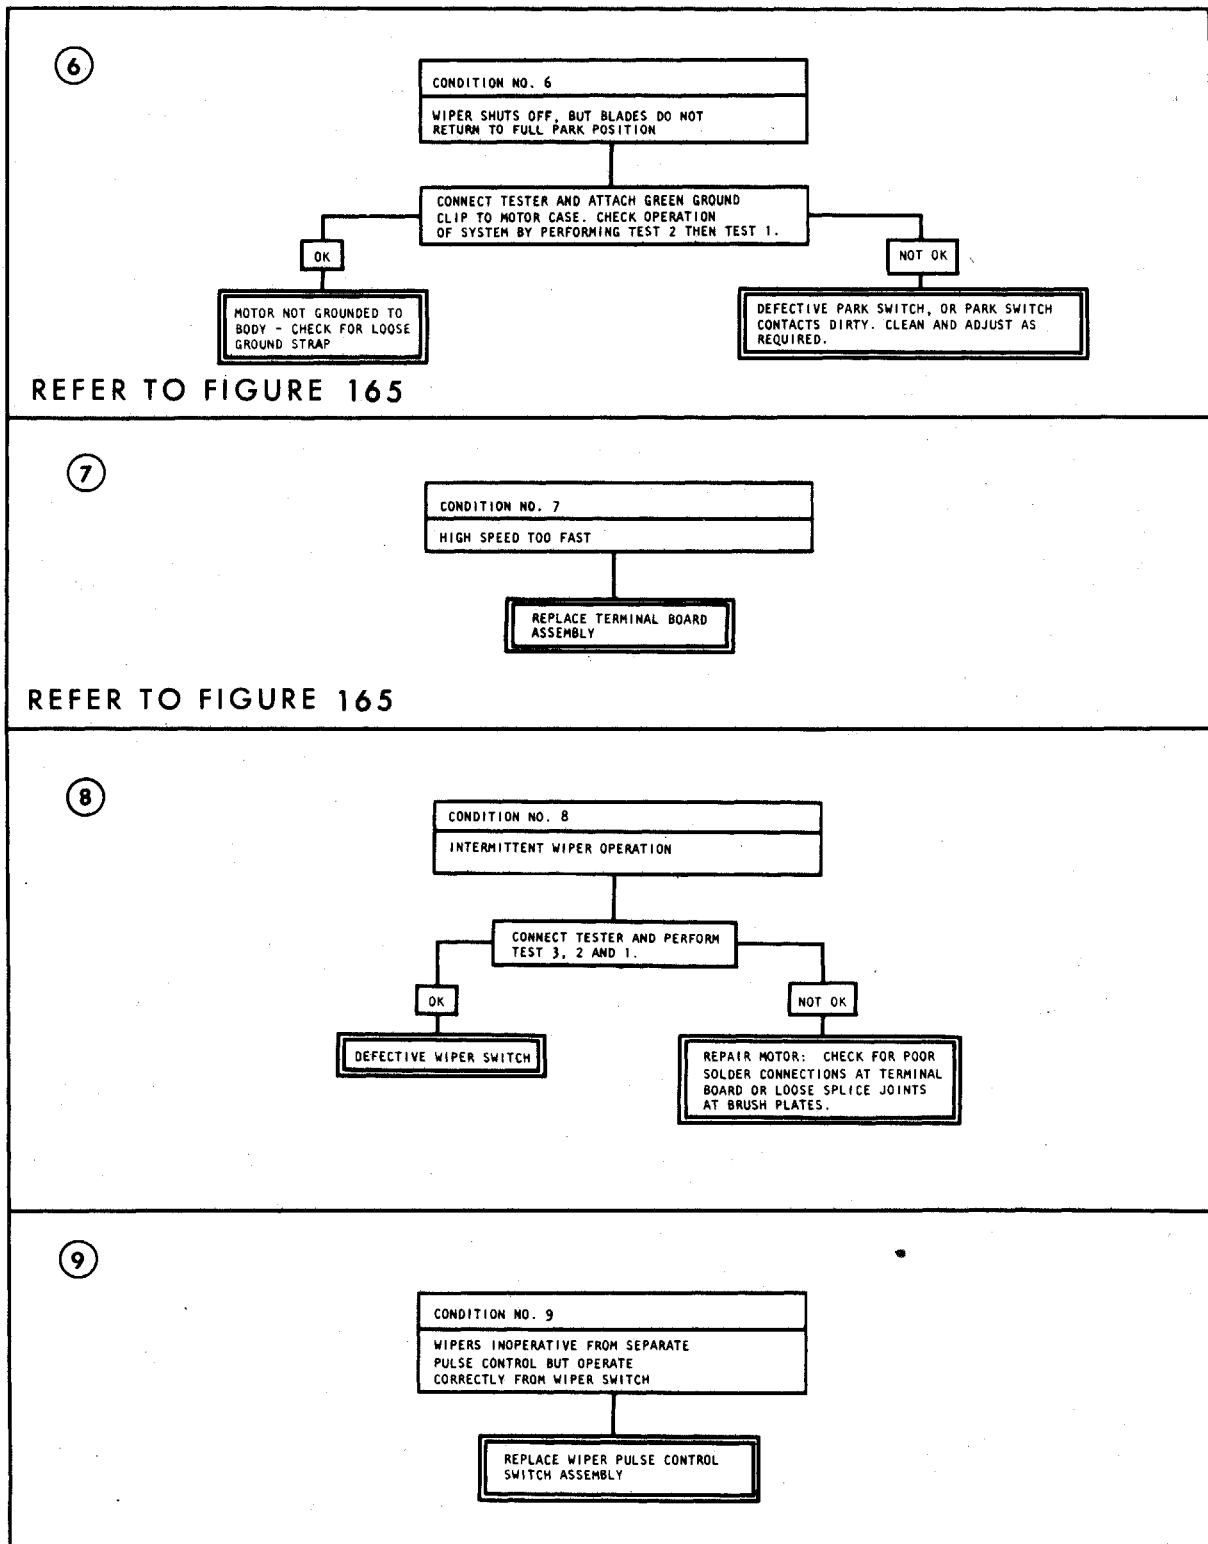 6
CONDITION NO. 6
WIPER SHUTS OFF, BUT BLADES DO NOT
RETURN TO FULL PARK POSITION
CONNECT TESTER AND ATTACH GREEN GROUND
CLIP TO MOTOR CASE. CHECK OPERATION
OF SYSTEM BY PERFORMING TEST 2 THEN TEST 1.
OK
NOT OK
MOTOR NOT GROUNDED TO
BODY - CHECK FOR LOOSE
GROUND STRAP
DEFECTIVE PARK SWITCH, OR PARK SWITCH
CONTACTS DIRTY. CLEAN AND ADJUST AS
REQUIRED.
REFER TO FIGURE 165
7
CONDITION NO. 7
HIGH SPEED TOO FAST
REPLACE TERMINAL BOARD
ASSEMBLY
REFER TO FIGURE 165
8
CONDITION NO. 8
INTERMITTENT WIPER OPERATION
CONNECT TESTER AND PERFORM
TEST 3, 2 AND 1.
OK
NOT OK
DEFECTIVE WIPER SWITCH
REPAIR MOTOR: CHECK FOR POOR
SOLDER CONNECTIONS AT TERMINAL
BOARD OR LOOSE SPLICE JOINTS
AT BRUSH PLATES.
9
CONDITION NO. 9
WIPERS INOPERATIVE FROM SEPARATE
PULSE CONTROL BUT OPERATE
CORRECTLY FROM WIPER SWITCH
REPLACE WIPER PULSE CONTROL
SWITCH ASSEMBLY